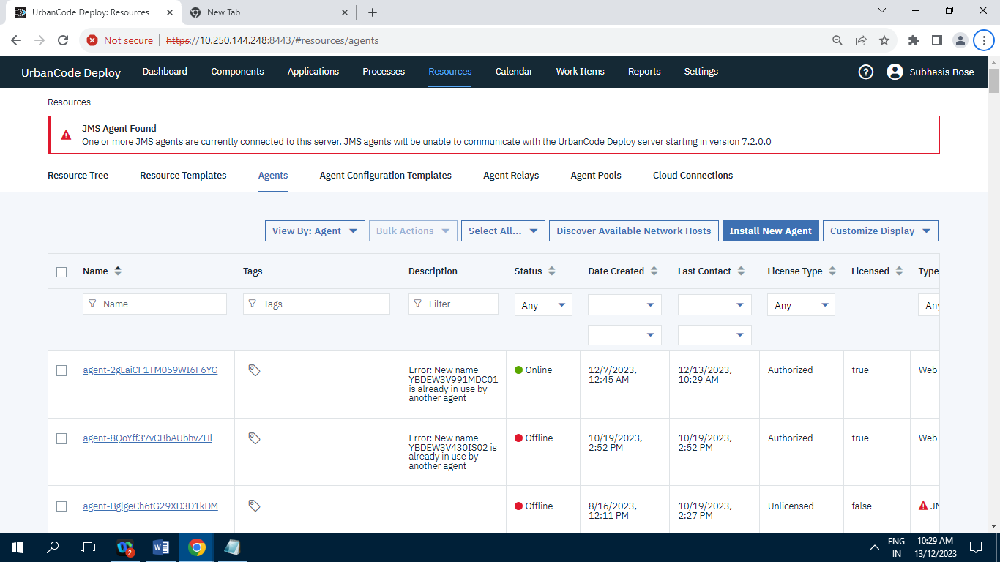 UrbanCode Deploy: Resources
New Tab
Not secure
https://10.250.144.248:8443/#resources/agents
UrbanCode Deploy Dashboard Components Applications Processes Resources Calendar Work Items Reports Settings Subhasis Bose
Resources
JMS Agent Found
One or more JMS agents are currently connected to this server. JMS agents will be unable to communicate with the UrbanCode Deploy server starting in version 7.2.0.0
Resource Tree Resource Templates Agents Agent Configuration Templates Agent Relays Agent Pools Cloud Connections
View By: Agent Bulk Actions Select All... Discover Available Network Hosts Install New Agent Customize Display
Name Tags Description Status Date Created Last Contact License Type Licensed Type
Name Tags Filter Any Any Any
-
-
agent-2gLaiCF1TM059WI6F6YG
Error: New name
YBDEW3V991MDC01
is already in use by
another agent
Online
12/7/2023,
12:45 AM
12/13/2023,
10:29 AM
Authorized
true
Web
agent-8QoYff37vCBbAUbhvZHl
Error: New name
YBDEW3V430IS02 is
already in use by
another agent
Offline
10/19/2023,
2:52 PM
10/19/2023,
2:52 PM
Authorized
true
Web
agent-BglgeCh6tG29XD3D1kDM
Offline
8/16/2023,
12:11 PM
10/19/2023,
2:27 PM
Unlicensed
false
2
ENG
IN
10:29 AM
13/12/2023